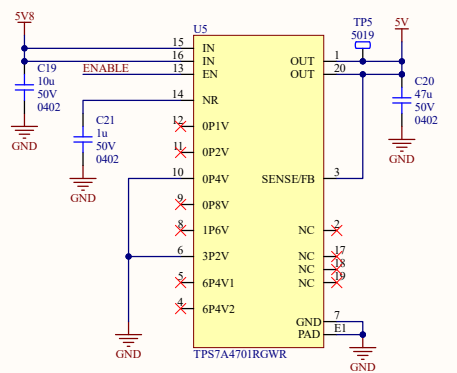 5V8
U5
TP5
5019
5V
15 IN
16 IN
ENABLE 13 EN
OUT 1
OUT 20
C19
10u
50V
0402
GND
14 NR
C20
47u
50V
0402
GND
C21
1u
50V
0402
GND
12 0P1V
11 0P2V
10 0P4V
SENSE/FB 3
9 0P8V
8 1P6V
NC 2
6 3P2V
NC 17
NC 18
NC 19
5 6P4V1
4 6P4V2
GND 7
PAD E1
GND
GND
TPS7A4701RGWR